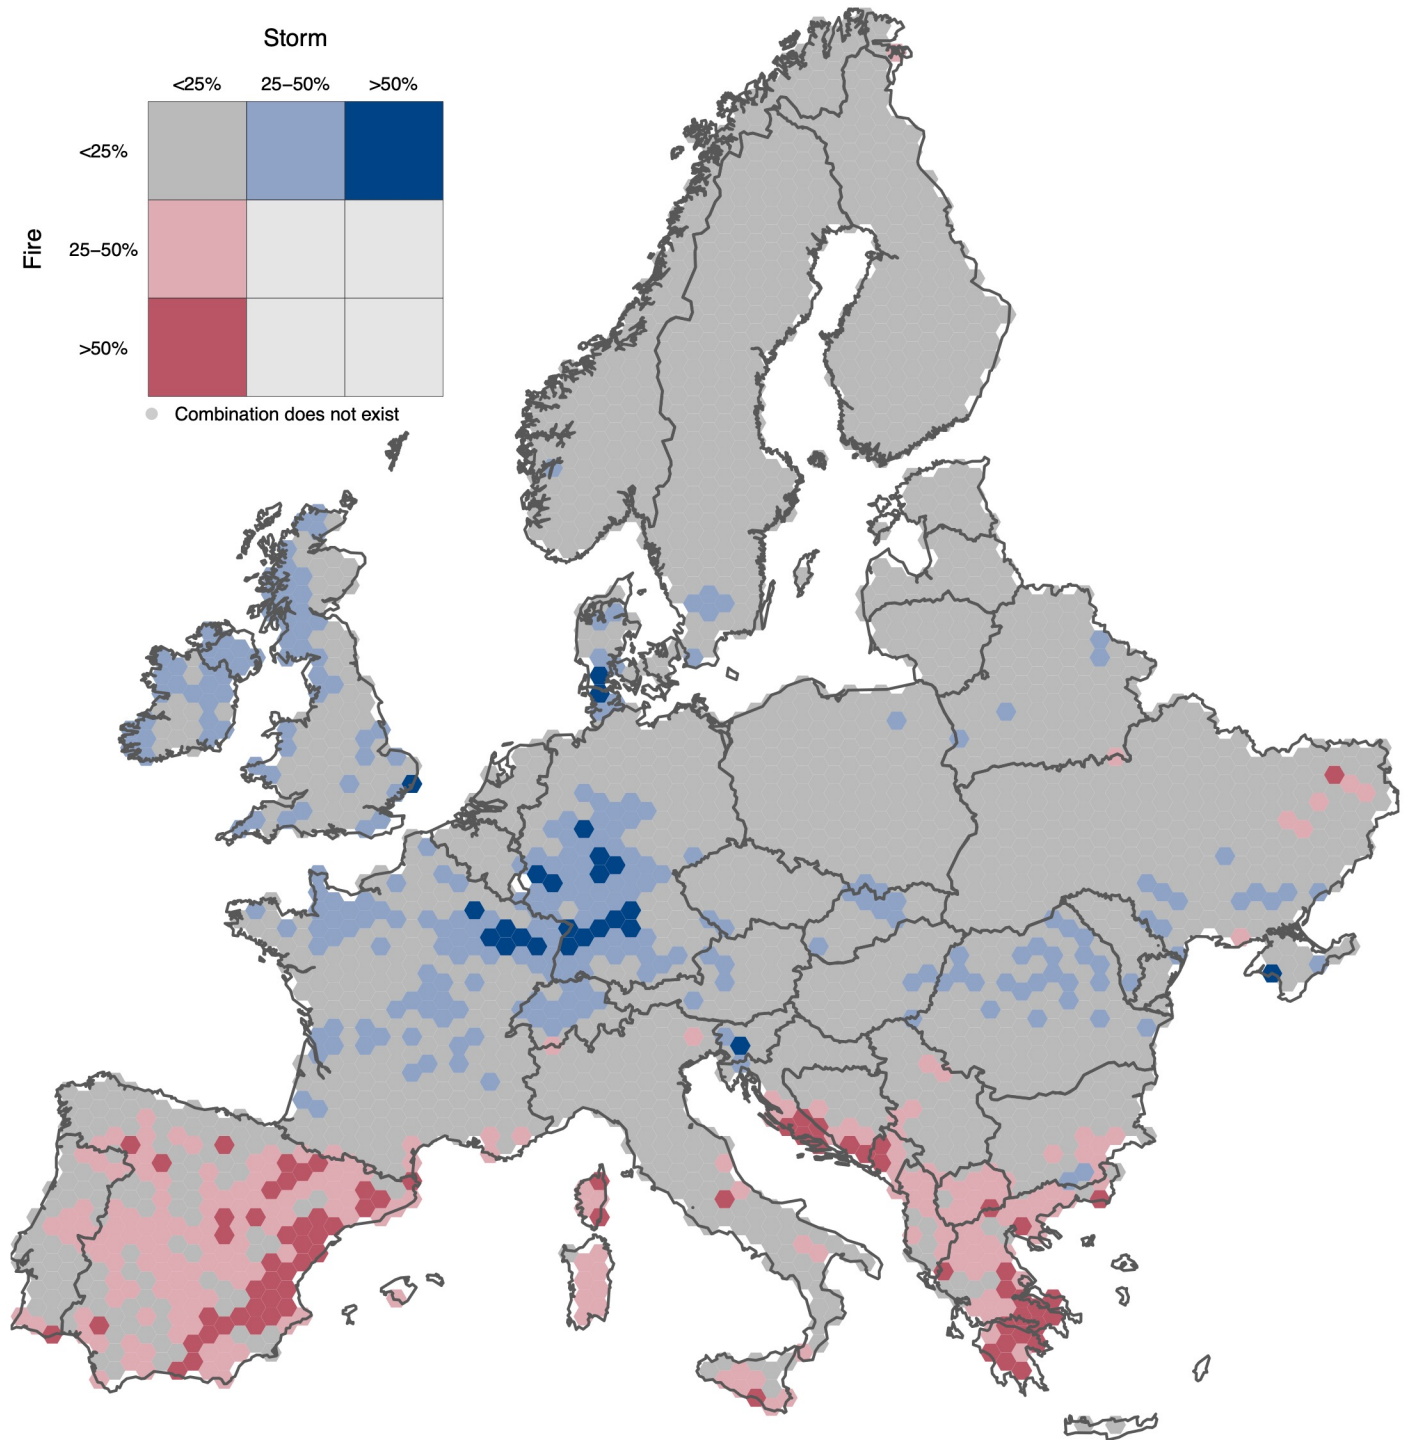 Storm
<25% 25–50% >50%
<25%
Fire
25–50%
>50%
Combination does not exist